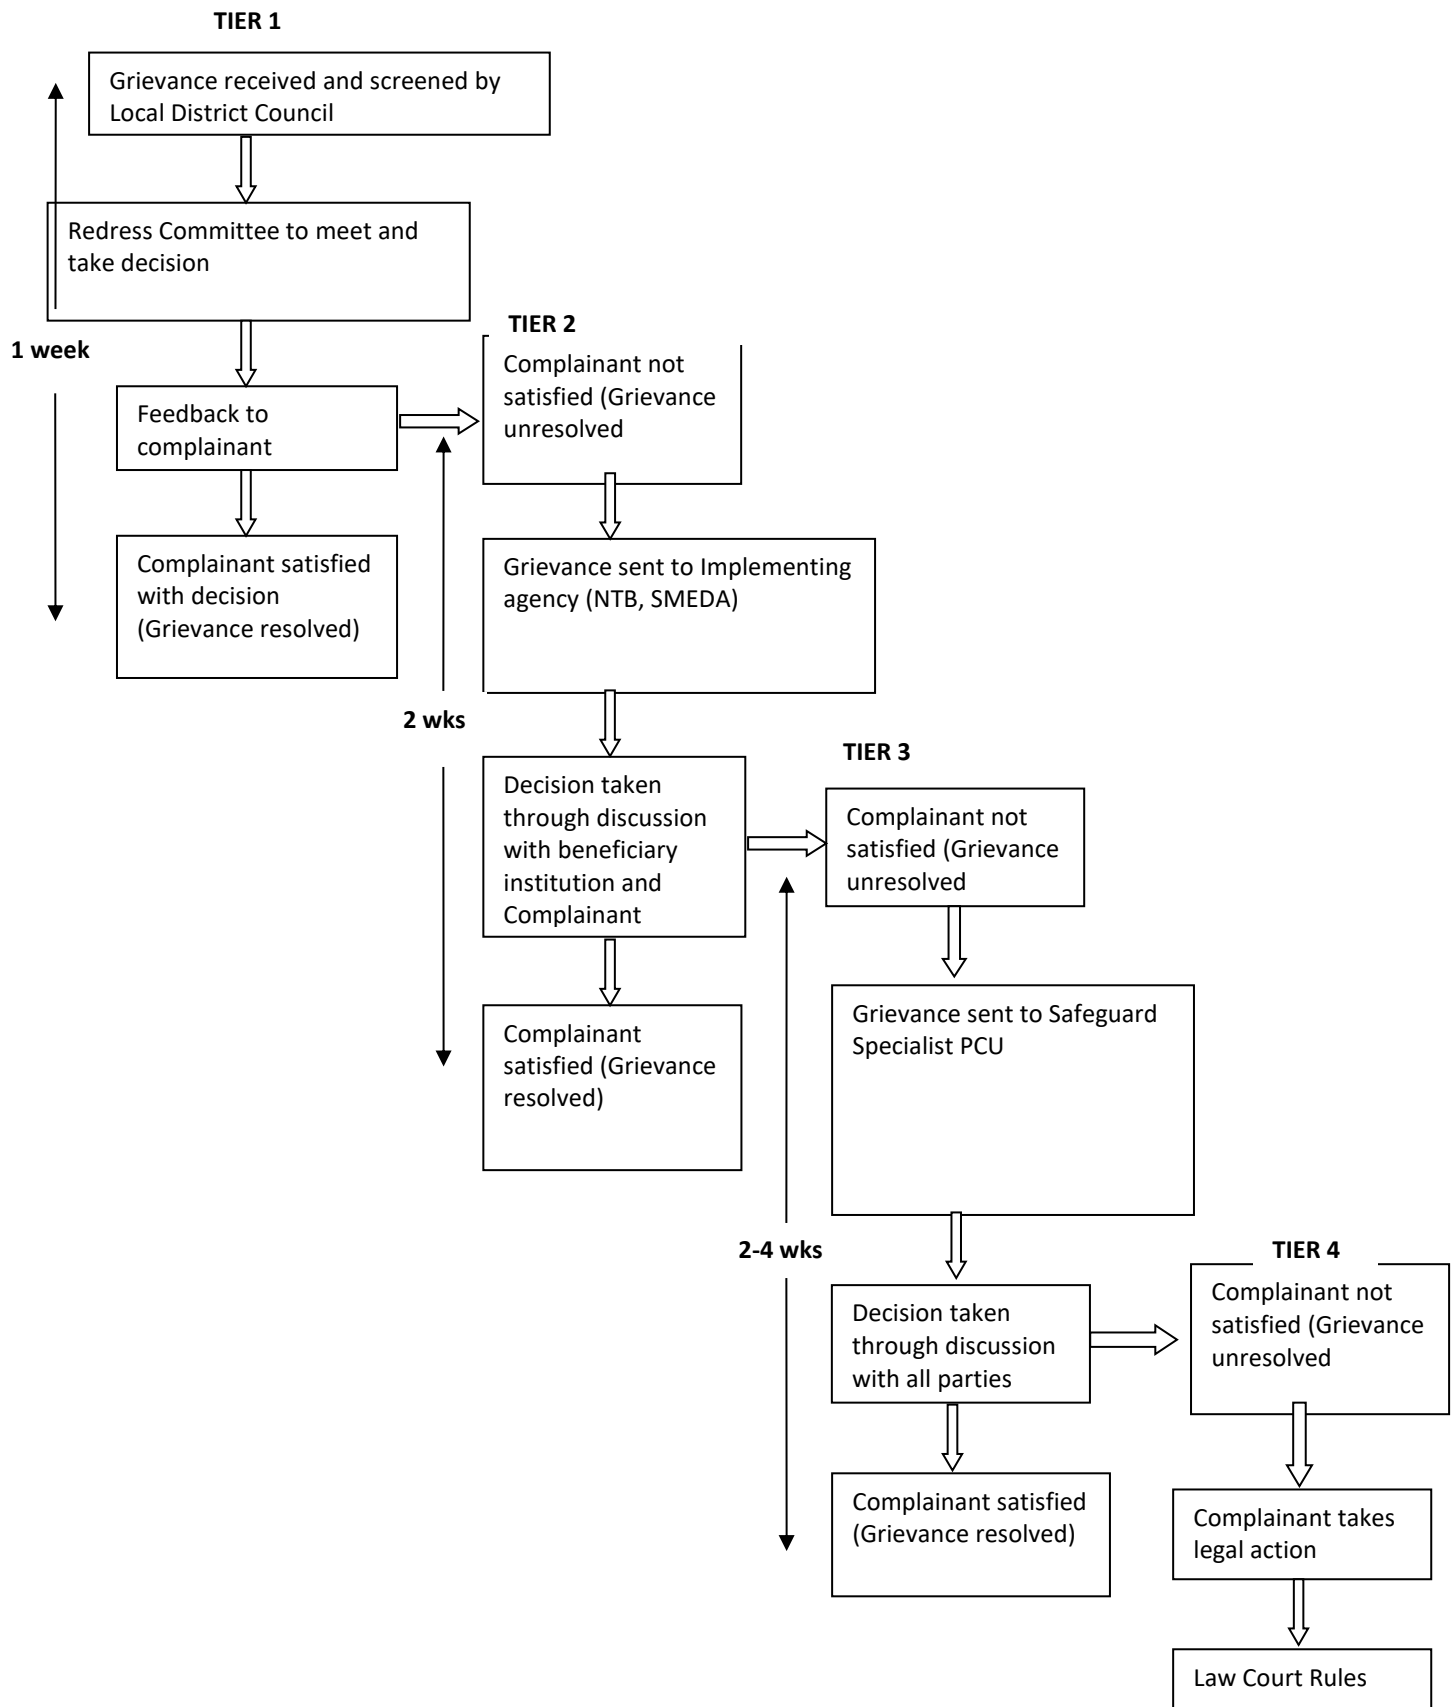 TIER 1
Grievance received and screened by
Local District Council
Redress Committee to meet and
take decision
1 week
Feedback to
complainant
Complainant satisfied
with decision
(Grievance resolved)
TIER 2
Complainant not
satisfied (Grievance
unresolved
Grievance sent to Implementing
agency (NTB, SMEDA)
2 wks
Decision taken
through discussion
with beneficiary
institution and
Complainant
Complainant
satisfied (Grievance
resolved)
TIER 3
Complainant not
satisfied (Grievance
unresolved
Grievance sent to Safeguard
Specialist PCU
2-4 wks
Decision taken
through discussion
with all parties
Complainant satisfied
(Grievance resolved)
TIER 4
Complainant not
satisfied (Grievance
unresolved
Complainant takes
legal action
Law Court Rules